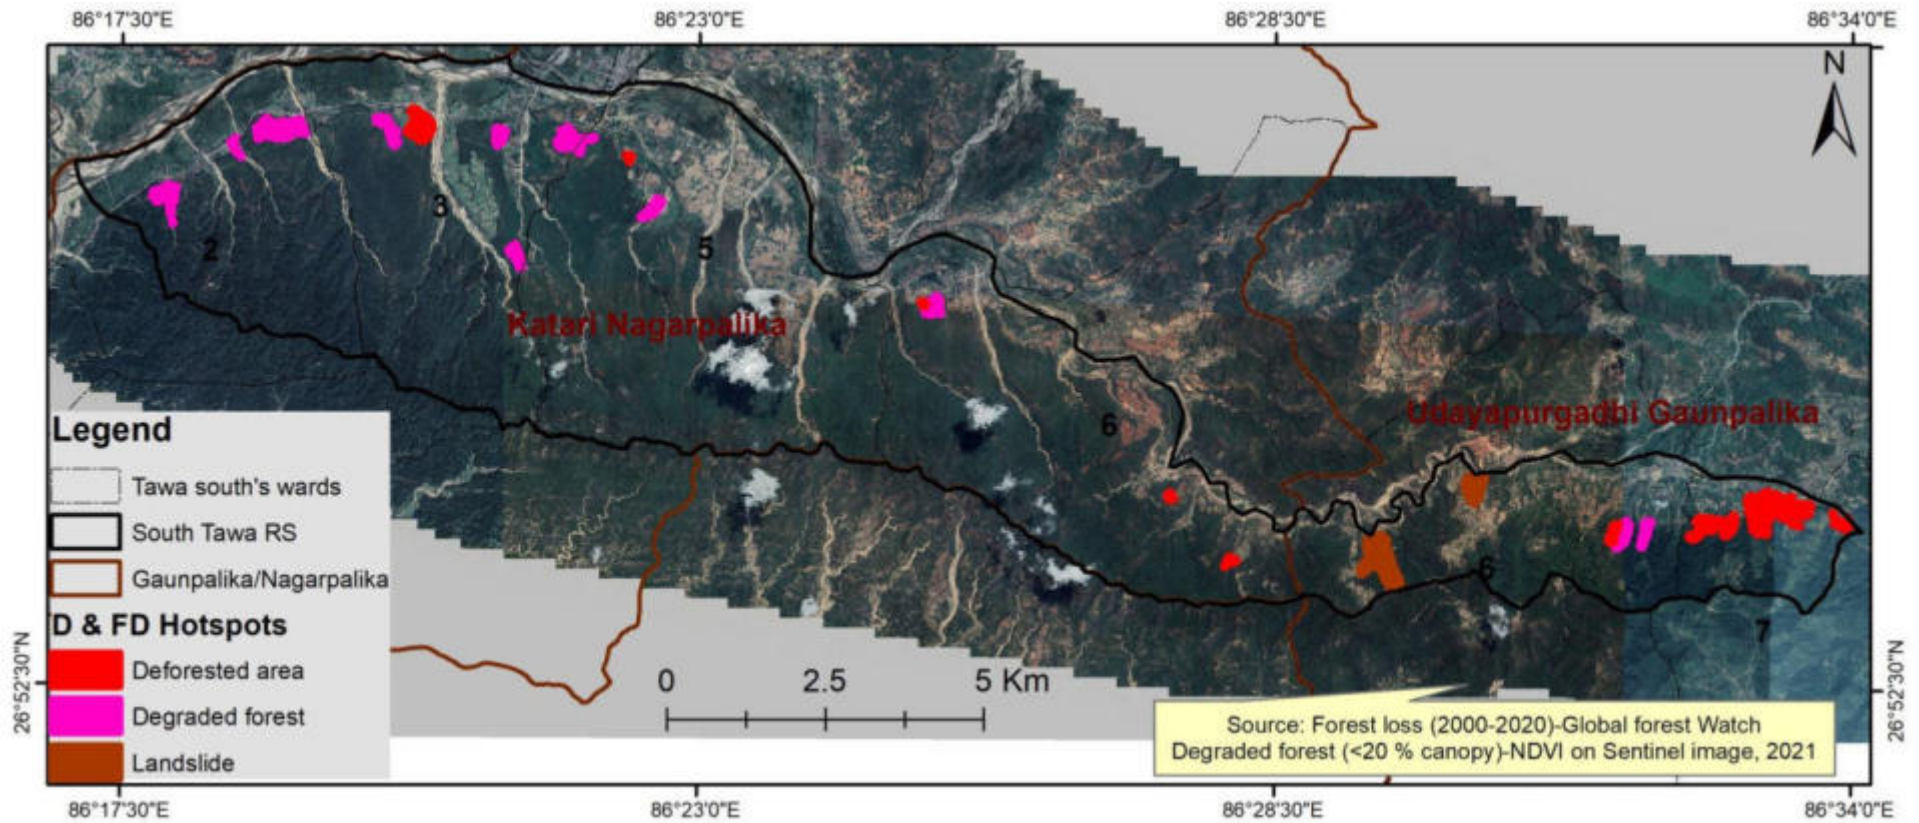 86°17'30"E 86°23'0"E 86°28'30"E 86°34'0"E
N
3
2
5
Katari Nagarpalika
Udayapurgadhi Gaunpalika
6
6
7
Legend
Tawa south's wards
South Tawa RS
Gaunpalika/Nagarpalika
D & FD Hotspots
Deforested area
Degraded forest
Landslide
0 2.5 5 Km
26°52'30"N
26°52'30"N
Source: Forest loss (2000-2020)-Global forest Watch
Degraded forest (<20 % canopy)-NDVI on Sentinel image, 2021
86°17'30"E 86°23'0"E 86°28'30"E 86°34'0"E